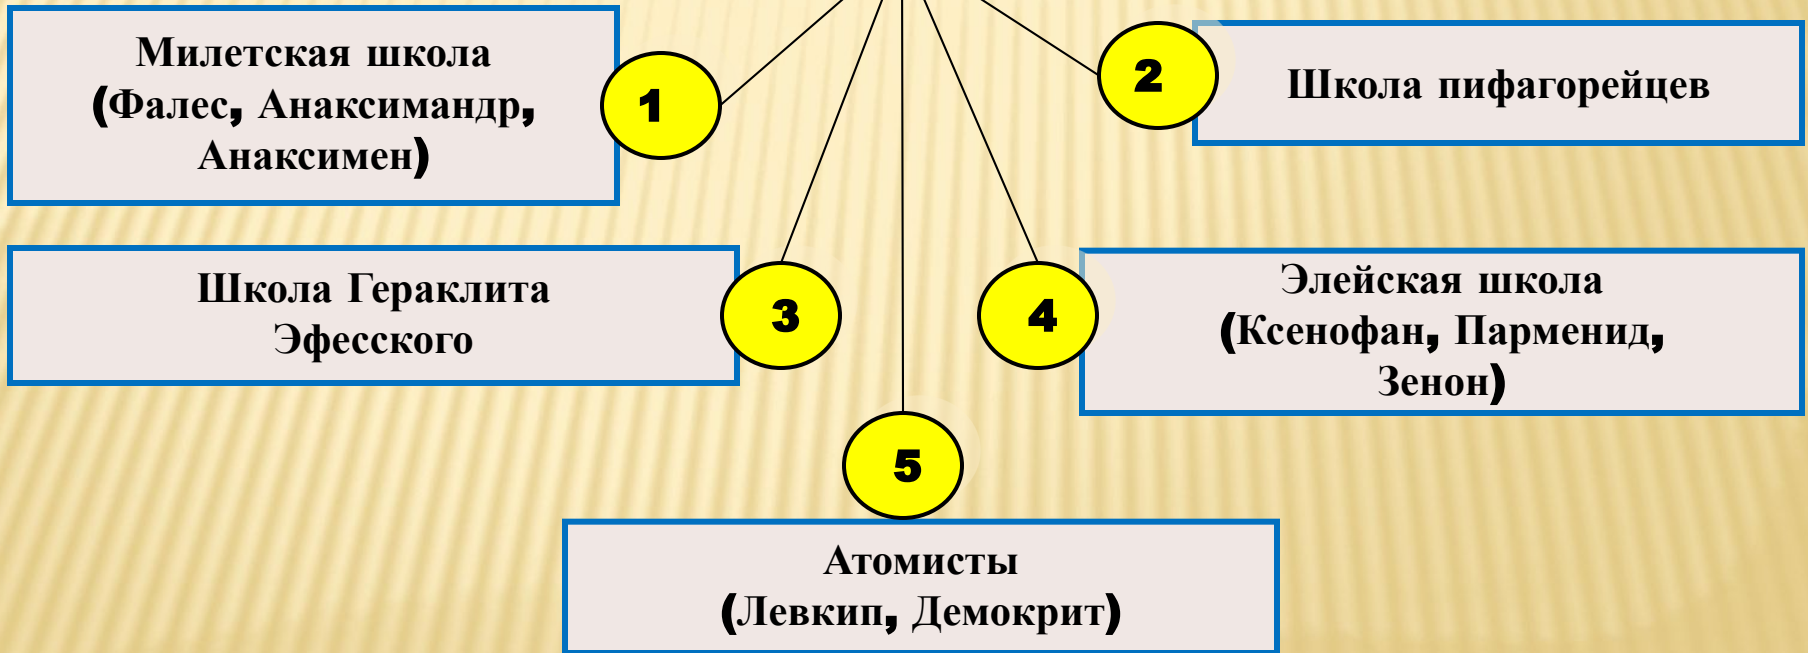 Милетская школа
(Фалес, Анаксимандр,
Анаксимен)
1
2
Школа пифагорейцев
Школа Гераклита
Эфесского
3
4
Элейская школа
(Ксенофан, Парменид,
Зенон)
5
Атомисты
(Левкип, Демокрит)